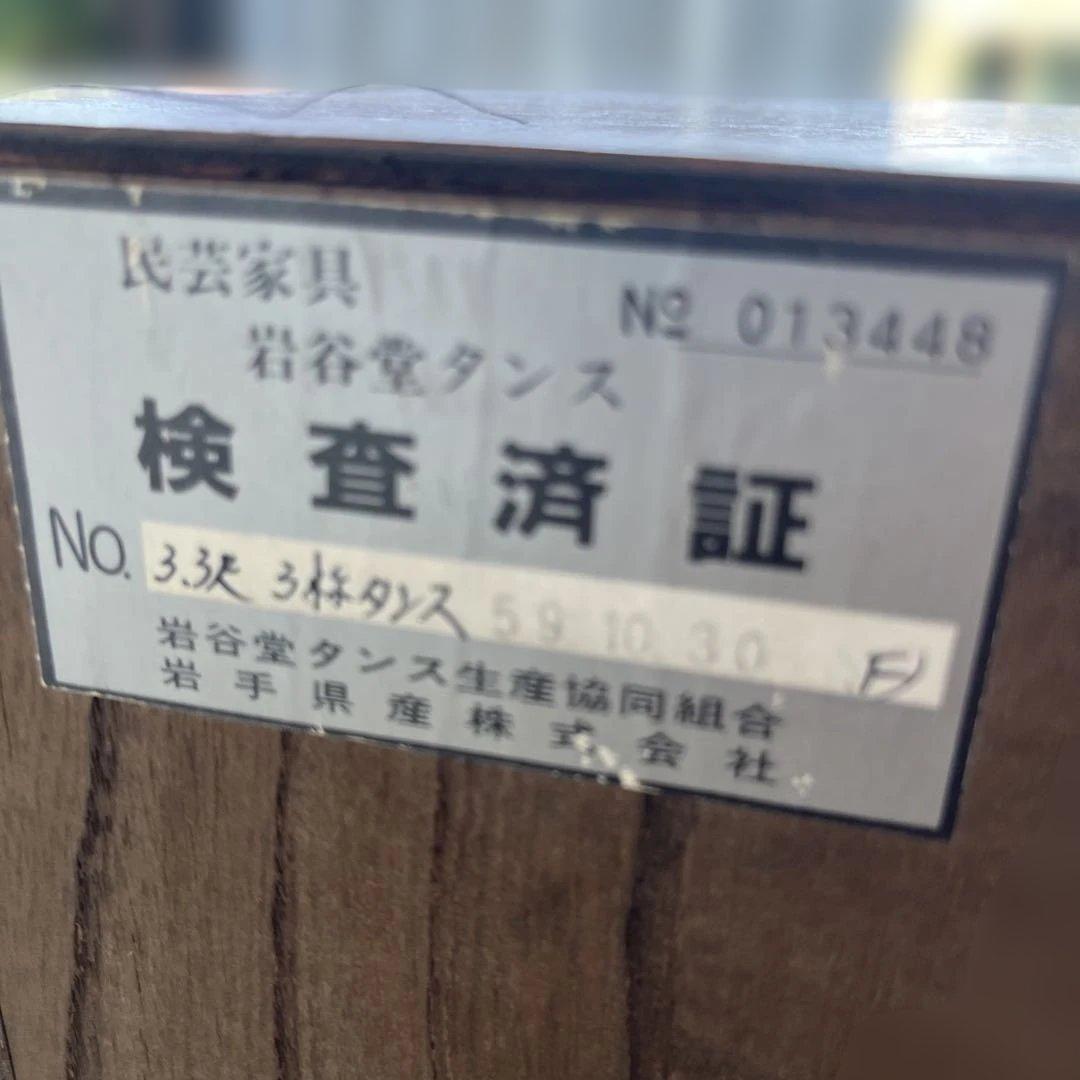 民芸家具
№ 013448
岩谷堂タンス
検査済証
No. 3.3尺 3枠タンス 59.10.30
岩谷堂タンス生産協同組合
岩手県産株式会社